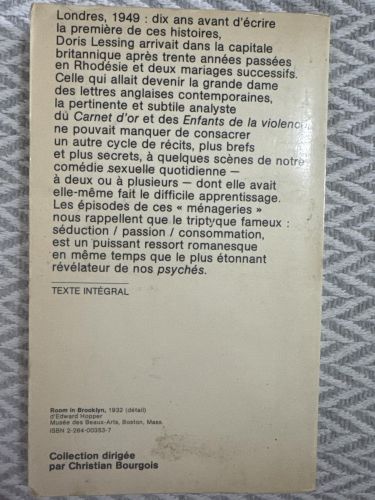 Londres, 1949 : dix ans avant d'écrire
la première de ces histoires,
Doris Lessing arrivait dans la capitale
britannique après trente années passées
en Rhodésie et deux mariages successifs.
Celle qui allait devenir la grande dame
des lettres anglaises contemporaines,
la pertinente et subtile analyste
du Carnet d'or et des Enfants de la violence
ne pouvait manquer de consacrer
un autre cycle de récits, plus brefs
et plus secrets, à quelques scènes de notre
comédie sexuelle quotidienne —
à deux ou à plusieurs — dont elle avait
elle-même fait le difficile apprentissage.
Les épisodes de ces « ménageries »
nous rappellent que le triptyque fameux :
séduction / passion / consommation,
est un puissant ressort romanesque
en même temps que le plus étonnant
révélateur de nos psychés.
TEXTE INTÉGRAL
Room in Brooklyn, 1932 (détail)
d'Edward Hopper
Musée des Beaux-Arts, Boston, Mass.
ISBN 2-264-00353-7
Collection dirigée
par Christian Bourgois